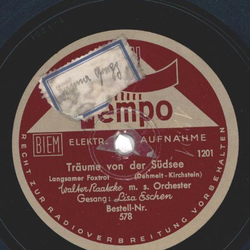 Tempo
BIEM
ELEKTR. AUFNAHME
1201
Träume von der Südsee
Langsamer Foxtrot (Dehmelt - Kirchstein)
Walter Raatzke m. s. Orchester
Gesang: Lisa Eschen
Bestell-Nr.
578
RECHT ZUR RADIOVERBREITUNG VORBEHALTEN